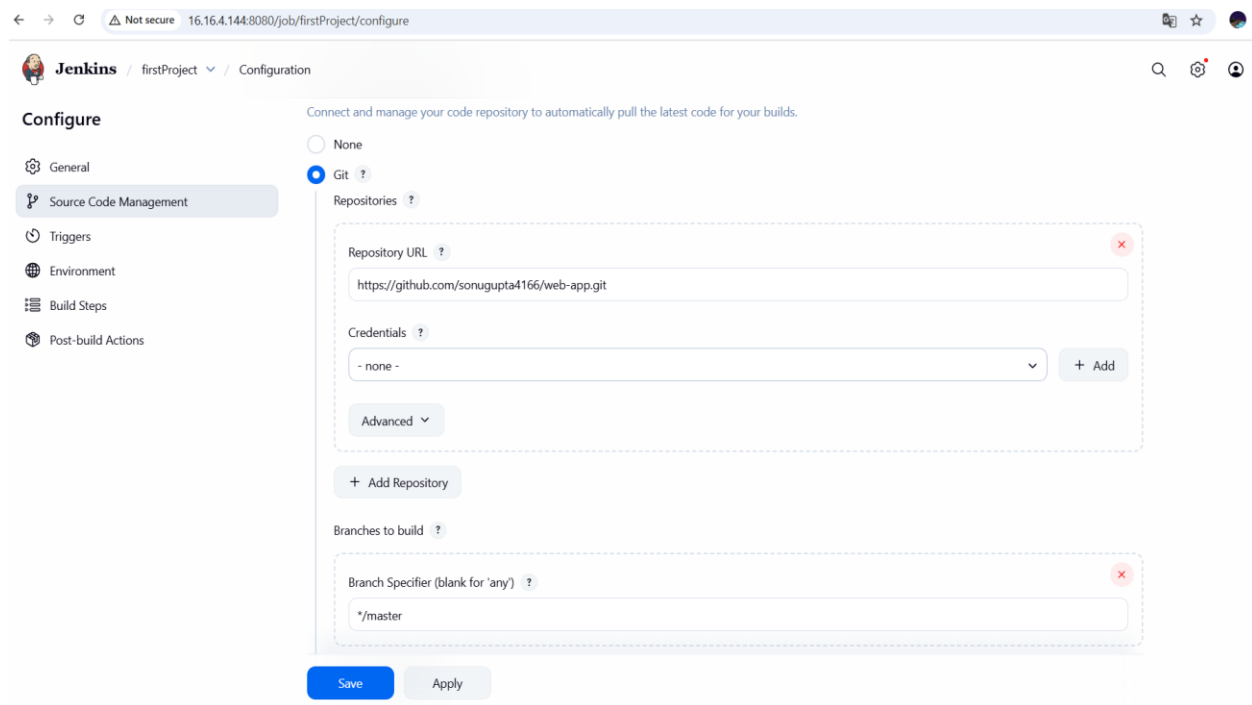 Not secure 16.16.4.144:8080/job/firstProject/configure
Jenkins / firstProject / Configuration
Configure
General
Source Code Management
Triggers
Environment
Build Steps
Post-build Actions
Connect and manage your code repository to automatically pull the latest code for your builds.
None
Git ?
Repositories ?
Repository URL ?
https://github.com/sonugupta4166/web-app.git
Credentials ?
- none -
+ Add
Advanced
+ Add Repository
Branches to build ?
Branch Specifier (blank for 'any') ?
*/master
Save Apply